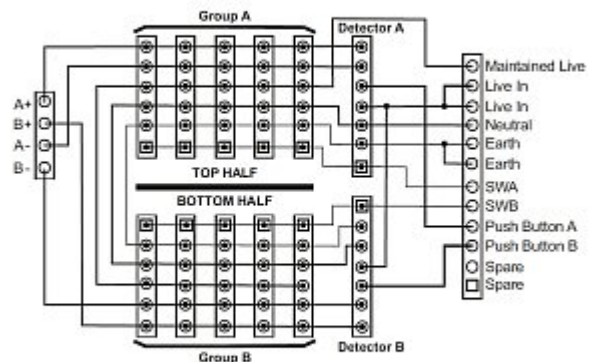 Group A
Detector A
A+
B+
A-
B-
TOP HALF
BOTTOM HALF
Maintained Live
Live In
Live In
Neutral
Earth
Earth
SWA
SWB
Push Button A
Push Button B
Spare
Spare
Group B
Detector B